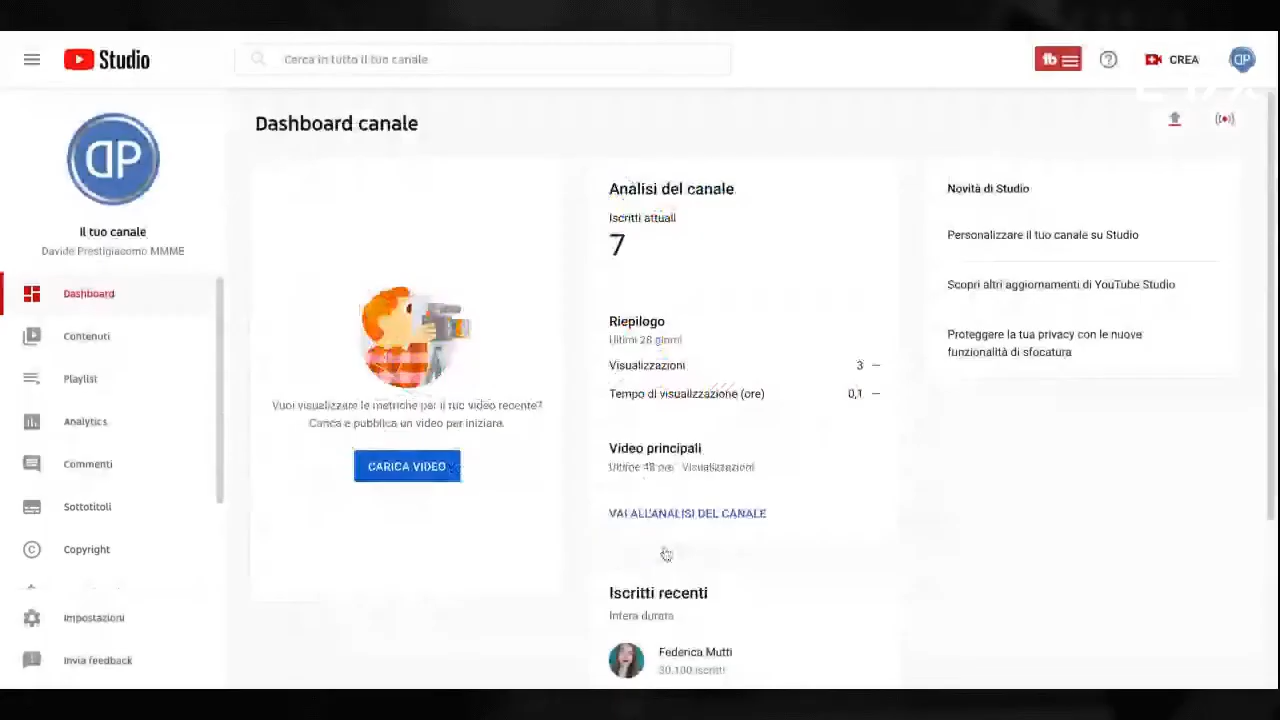 Studio
Cerca in tutto il tuo canale
CREA
DP
Dashboard canale
DP
Il tuo canale
Davide Prestigiacomo MMME
Dashboard
Contenuti
Playlist
Analytics
Commenti
Sottotitoli
Copyright
Impostazioni
Invia feedback
Vuoi visualizzare le metriche per il tuo video recente?
Carica e pubblica un video per iniziare.
CARICA VIDEO
Analisi del canale
Iscritti attuali
7
Riepilogo
Ultimi 28 giorni
Visualizzazioni 3 —
Tempo di visualizzazione (ore) 0,1 —
Video principali
Ultime 48 ore · Visualizzazioni
VAI ALL'ANALISI DEL CANALE
Iscritti recenti
Intera durata
Federica Mutti
30.100 iscritti
Novità di Studio
Personalizzare il tuo canale su Studio
Scopri altri aggiornamenti di YouTube Studio
Proteggere la tua privacy con le nuove
funzionalità di sfocatura